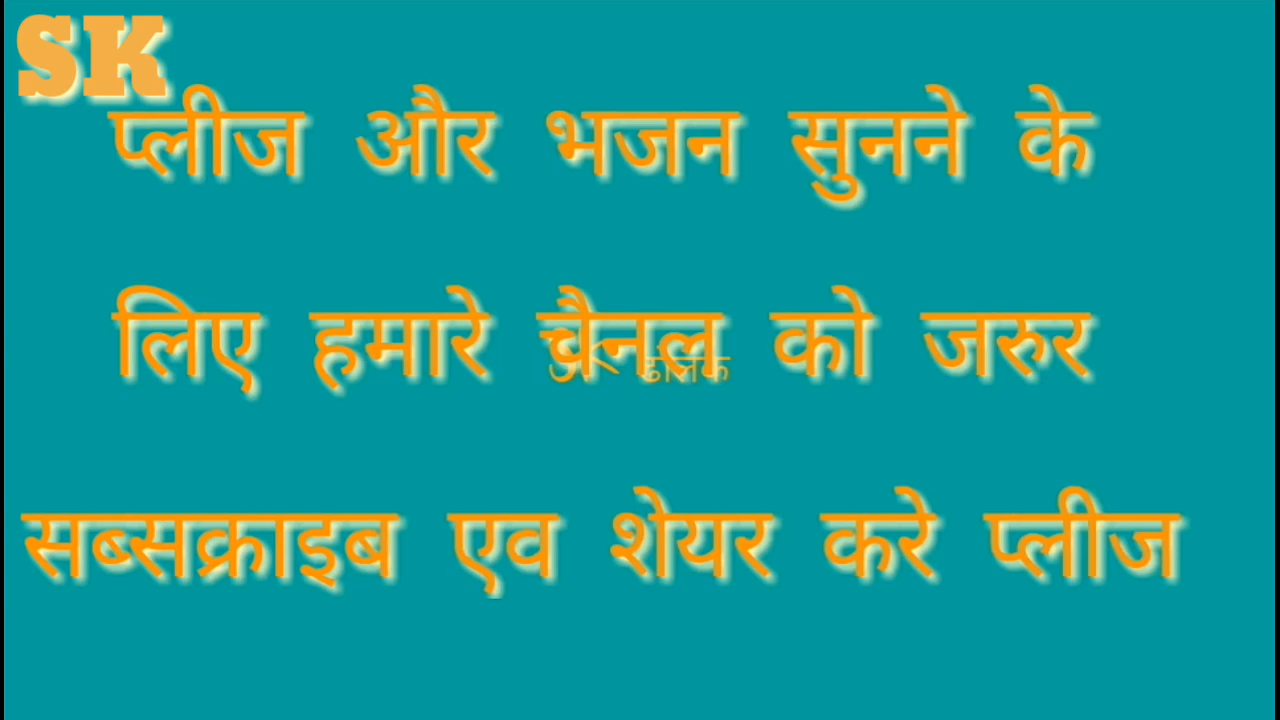 SK
प्लीज और भजन सुनने के
लिए हमारे चैनल को जरुर
सब्सक्राइब एव शेयर करे प्लीज